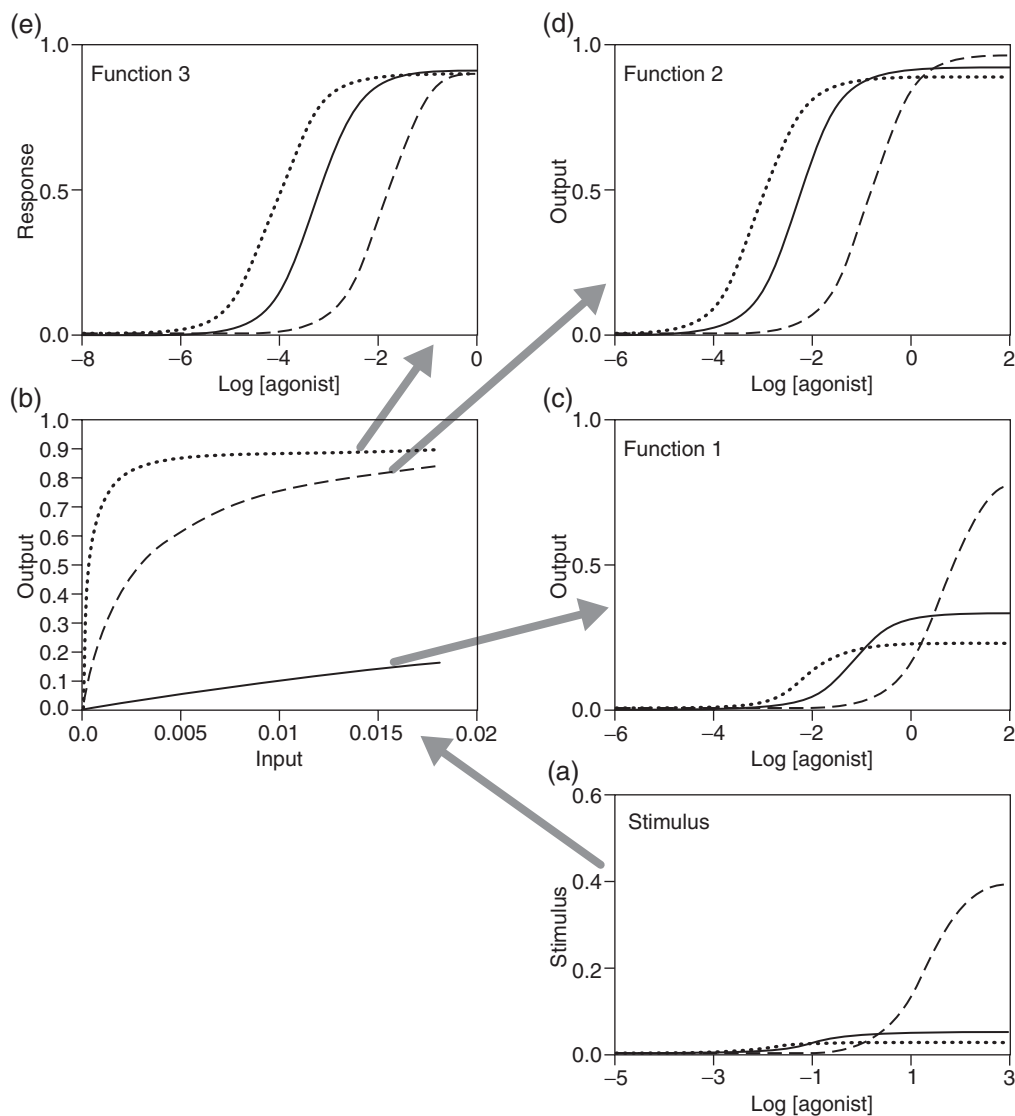 (e)
1.0
Function 3
0.5
Response
0.0
−8 −6 −4 −2 0
Log [agonist]
(d)
1.0
Function 2
0.5
Output
0.0
−6 −4 −2 0 2
Log [agonist]
(b)
1.0
0.9
0.8
0.7
0.6
0.5
0.4
0.3
0.2
0.1
0.0
Output
0.0 0.005 0.01 0.015 0.02
Input
(c)
1.0
Function 1
0.5
Output
0.0
−6 −4 −2 0 2
Log [agonist]
(a)
0.6
Stimulus
0.4
Stimulus
0.2
0.0
−5 −3 −1 1 3
Log [agonist]